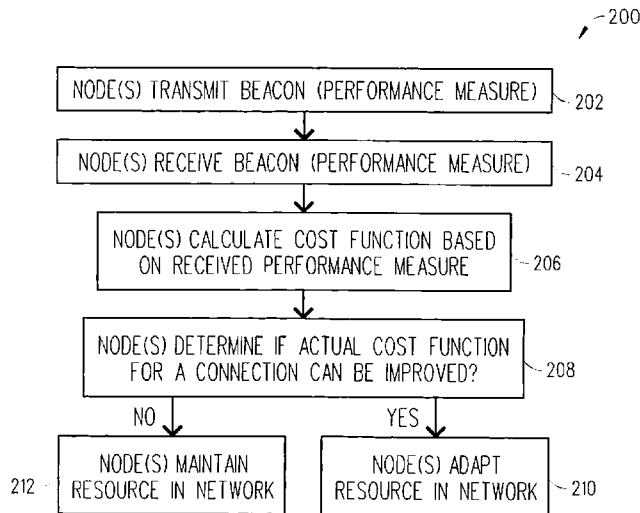 200
NODE(S) TRANSMIT BEACON (PERFORMANCE MEASURE)
202
NODE(S) RECEIVE BEACON (PERFORMANCE MEASURE)
204
NODE(S) CALCULATE COST FUNCTION BASED
ON RECEIVED PERFORMANCE MEASURE
206
NODE(S) DETERMINE IF ACTUAL COST FUNCTION
FOR A CONNECTION CAN BE IMPROVED?
208
NO
YES
212
NODE(S) MAINTAIN
RESOURCE IN NETWORK
NODE(S) ADAPT
RESOURCE IN NETWORK
210